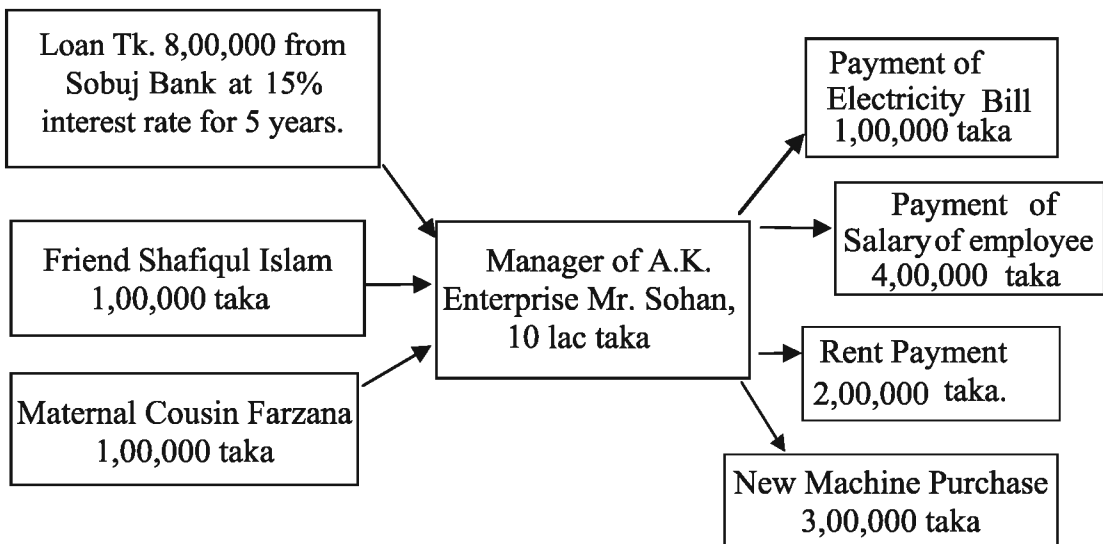 Loan Tk. 8,00,000 from
Sobuj Bank at 15%
interest rate for 5 years.
Friend Shafiqul Islam
1,00,000 taka
Maternal Cousin Farzana
1,00,000 taka
Manager of A.K.
Enterprise Mr. Sohan,
10 lac taka
Payment of
Electricity Bill
1,00,000 taka
Payment of
Salary of employee
4,00,000 taka
Rent Payment
2,00,000 taka.
New Machine Purchase
3,00,000 taka